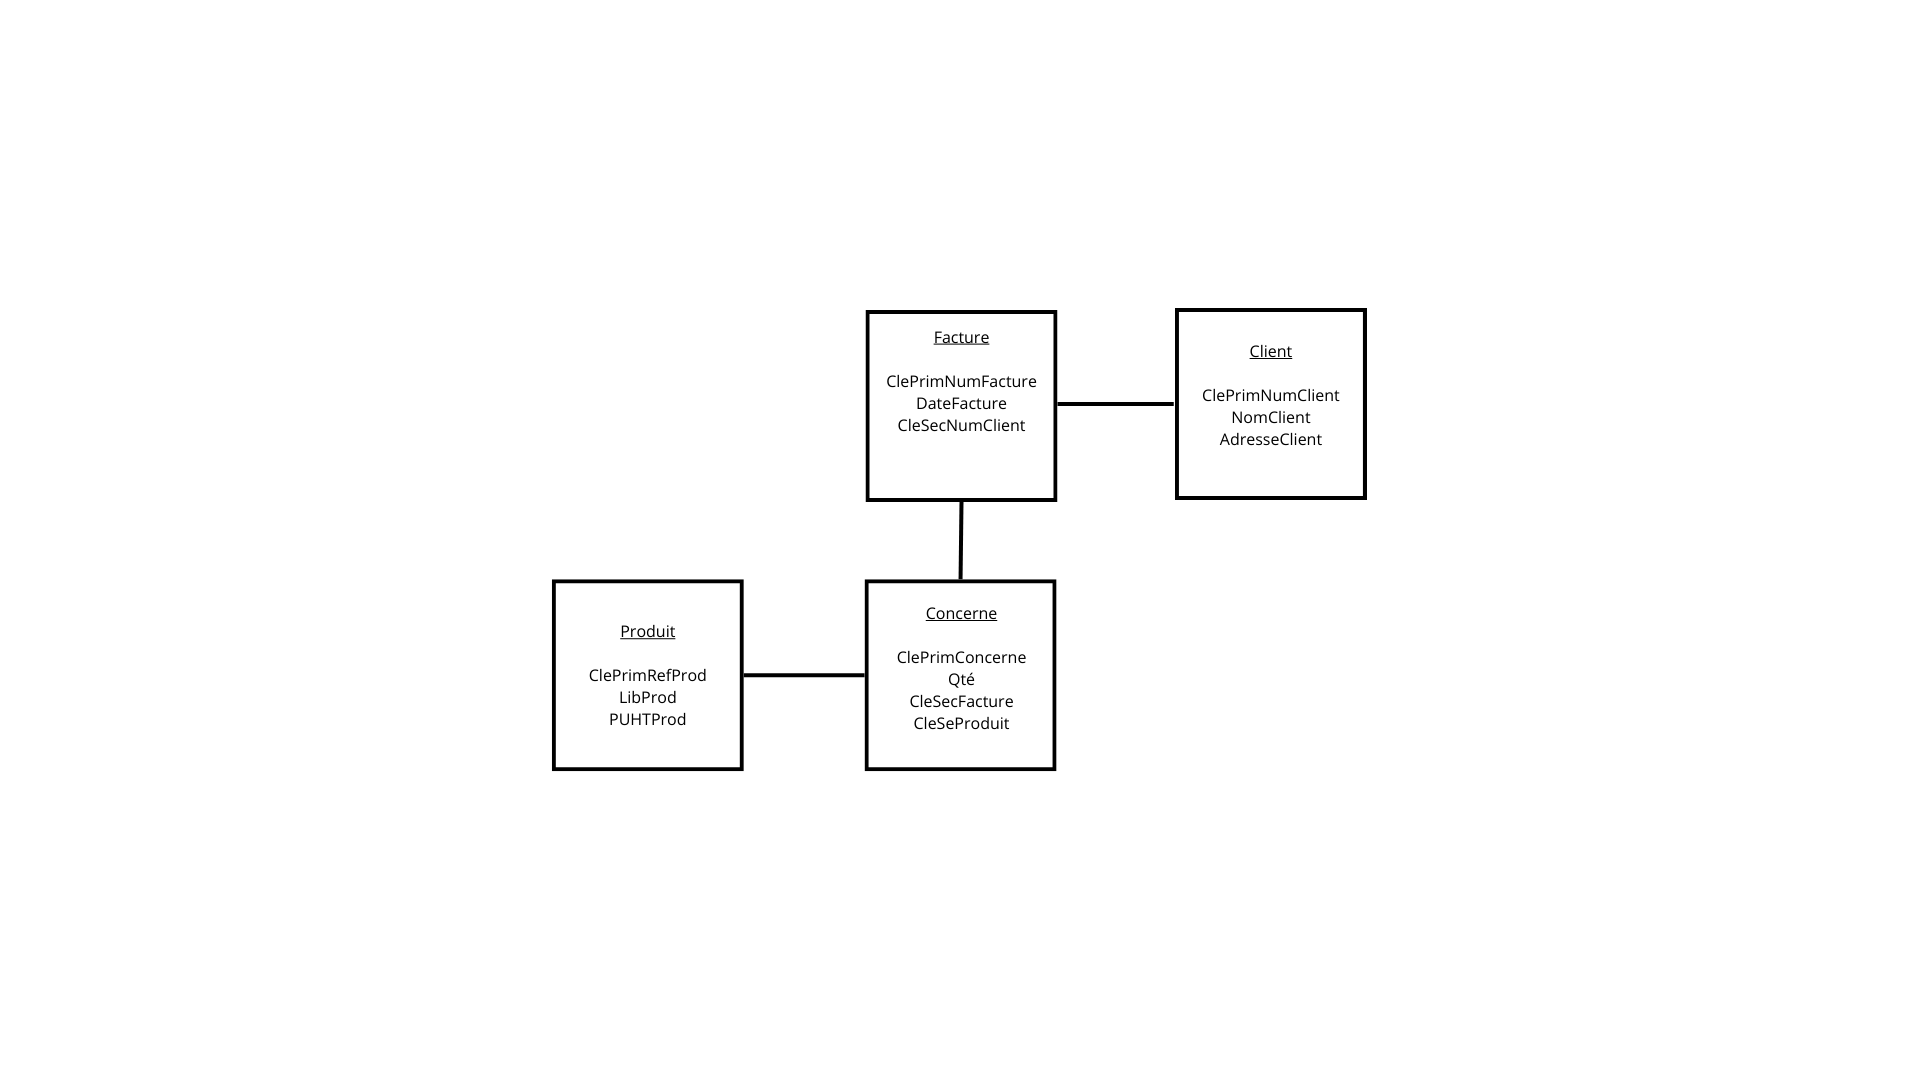 Facture
ClePrimNumFacture
DateFacture
CleSecNumClient
Client
ClePrimNumClient
NomClient
AdresseClient
Produit
ClePrimRefProd
LibProd
PUHTProd
Concerne
ClePrimConcerne
Qté
CleSecFacture
CleSeProduit